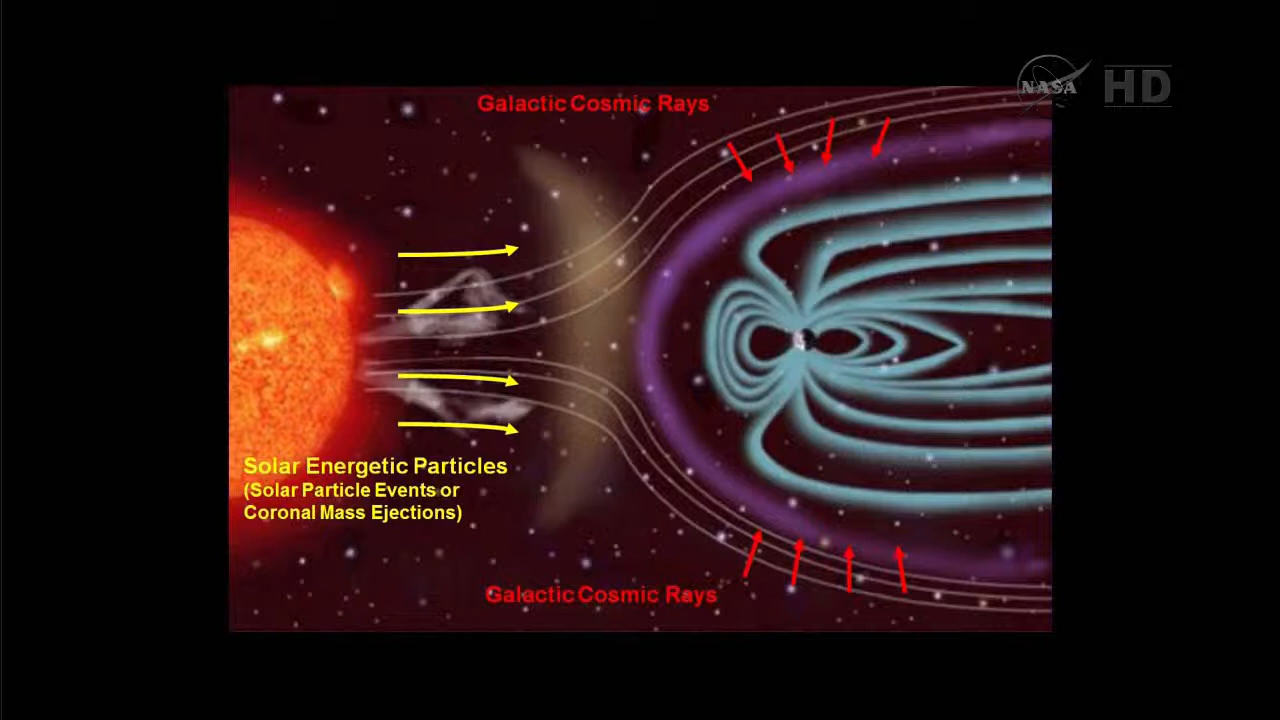 NASA HD
Galactic Cosmic Rays
Solar Energetic Particles
(Solar Particle Events or
Coronal Mass Ejections)
Galactic Cosmic Rays